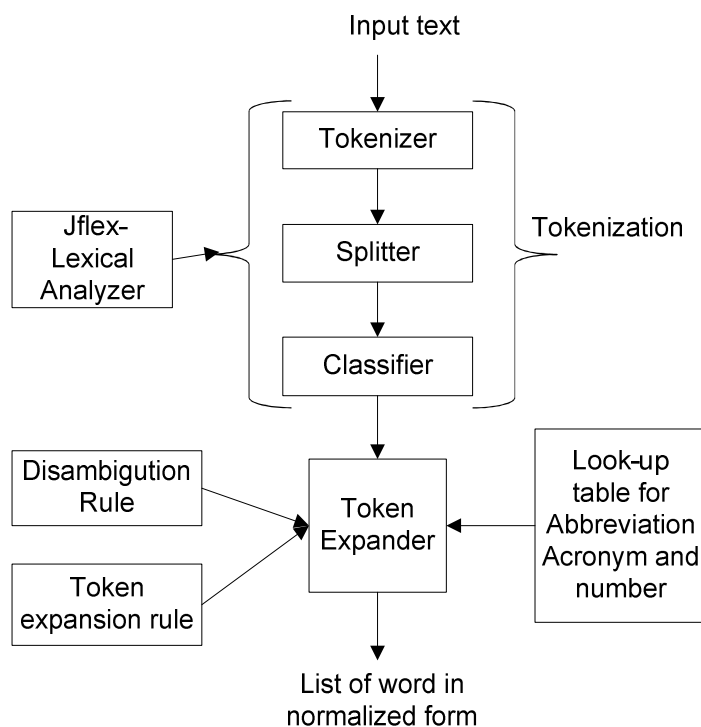 Input text
Tokenizer
Jflex-
Lexical
Analyzer
Splitter
Tokenization
Classifier
Disambigution
Rule
Token
Expander
Look-up
table for
Abbreviation
Acronym and
number
Token
expansion rule
List of word in
normalized form